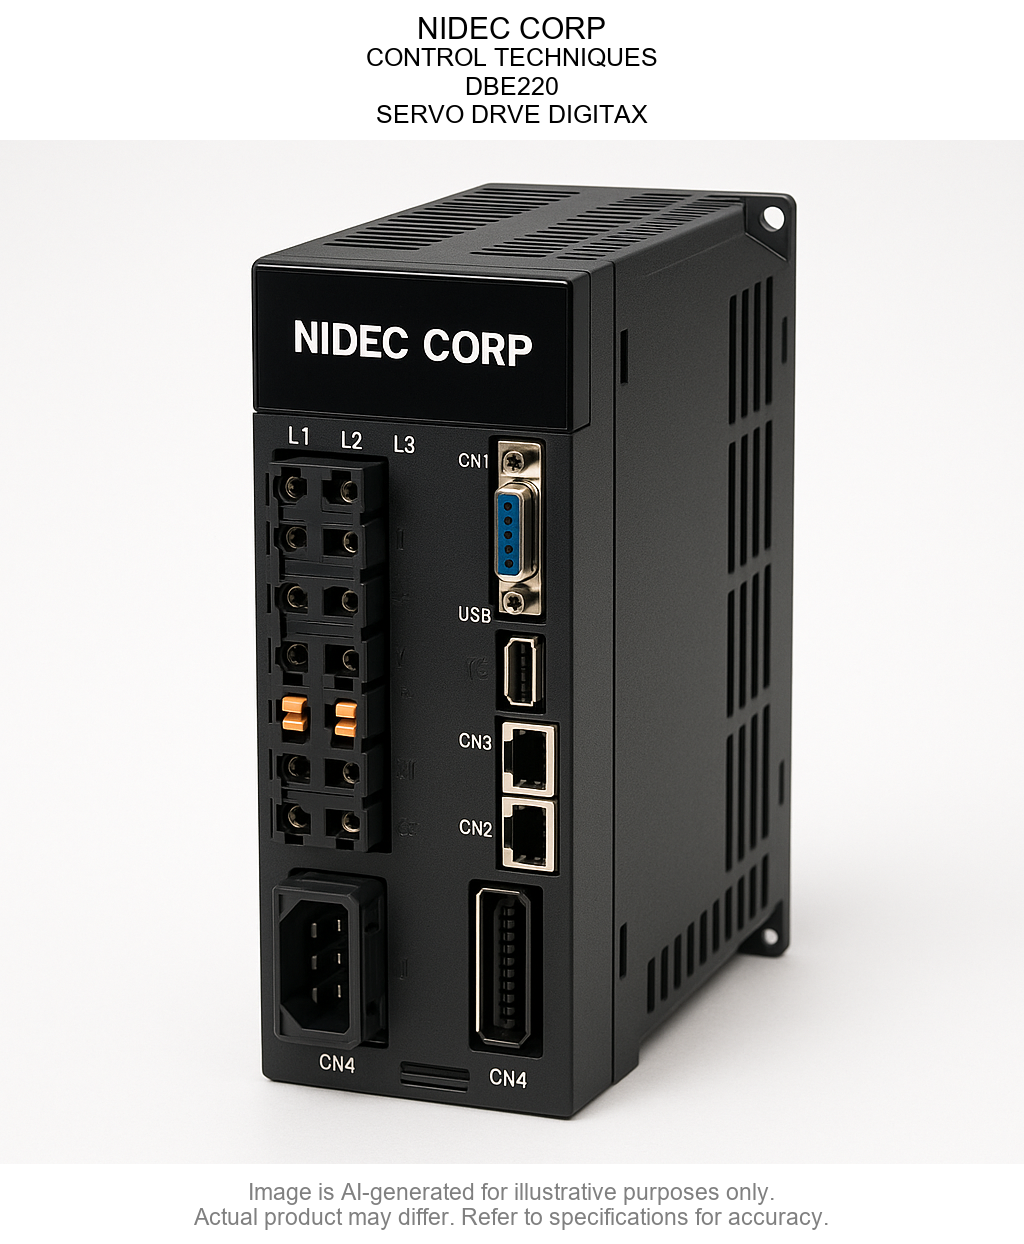 NIDEC CORP
CONTROL TECHNIQUES
DBE220
SERVO DRVE DIGITAX
NIDEC CORP
L1 L2 L3
CN1
USB
CN3
CN2
CN4
CN4
Image is AI-generated for illustrative purposes only.
Actual product may differ. Refer to specifications for accuracy.